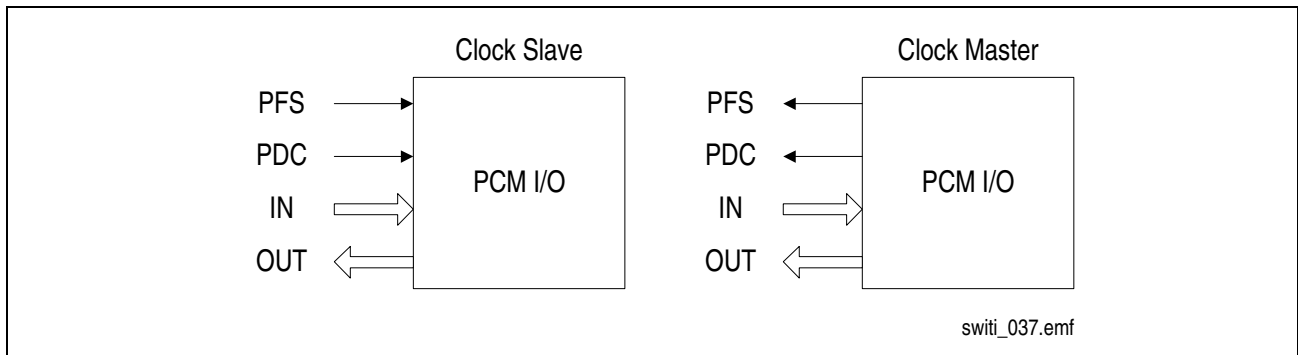 Clock Slave
PFS
PDC
IN
OUT
PCM I/O
Clock Master
PFS
PDC
IN
OUT
PCM I/O
switi_037.emf